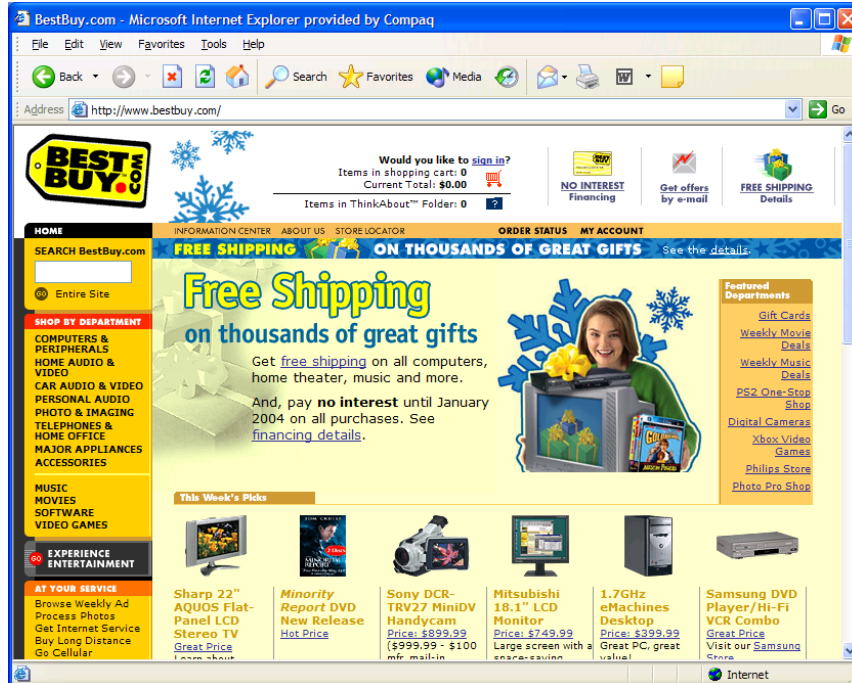 BestBuy.com - Microsoft Internet Explorer provided by Compaq
File Edit View Favorites Tools Help
Back Search Favorites Media
Address http://www.bestbuy.com/ Go
BEST BUY.COM
Would you like to sign in?
Items in shopping cart: 0
Current Total: $0.00
Items in ThinkAbout™ Folder: 0 ?
NO INTEREST
Financing
Get offers
by e-mail
FREE SHIPPING
Details
HOME
INFORMATION CENTER ABOUT US STORE LOCATOR ORDER STATUS MY ACCOUNT
FREE SHIPPING ON THOUSANDS OF GREAT GIFTS See the details.
SEARCH BestBuy.com
GO Entire Site
SHOP BY DEPARTMENT
COMPUTERS &
PERIPHERALS
HOME AUDIO &
VIDEO
CAR AUDIO & VIDEO
PERSONAL AUDIO
PHOTO & IMAGING
TELEPHONES &
HOME OFFICE
MAJOR APPLIANCES
ACCESSORIES
MUSIC
MOVIES
SOFTWARE
VIDEO GAMES
GO EXPERIENCE
ENTERTAINMENT
AT YOUR SERVICE
Browse Weekly Ad
Process Photos
Get Internet Service
Buy Long Distance
Go Cellular
Free Shipping
on thousands of great gifts
Get free shipping on all computers,
home theater, music and more.
And, pay no interest until January
2004 on all purchases. See
financing details.
Featured
Departments
Gift Cards
Weekly Movie
Deals
Weekly Music
Deals
PS2 One-Stop
Shop
Digital Cameras
Xbox Video
Games
Philips Store
Photo Pro Shop
This Week's Picks
TOM CRUISE
MINORITY
REPORT
2 Discs
Sharp 22"
AQUOS Flat-
Panel LCD
Stereo TV
Great Price
Learn about
Minority
Report DVD
New Release
Hot Price
Sony DCR-
TRV27 MiniDV
Handycam
Price: $899.99
($999.99 - $100
mfr. mail-in
Mitsubishi
18.1" LCD
Monitor
Price: $749.99
Large screen with a
space-saving
1.7GHz
eMachines
Desktop
Price: $399.99
Great PC, great
value!
Samsung DVD
Player/Hi-Fi
VCR Combo
Great Price
Visit our Samsung
Store
Internet